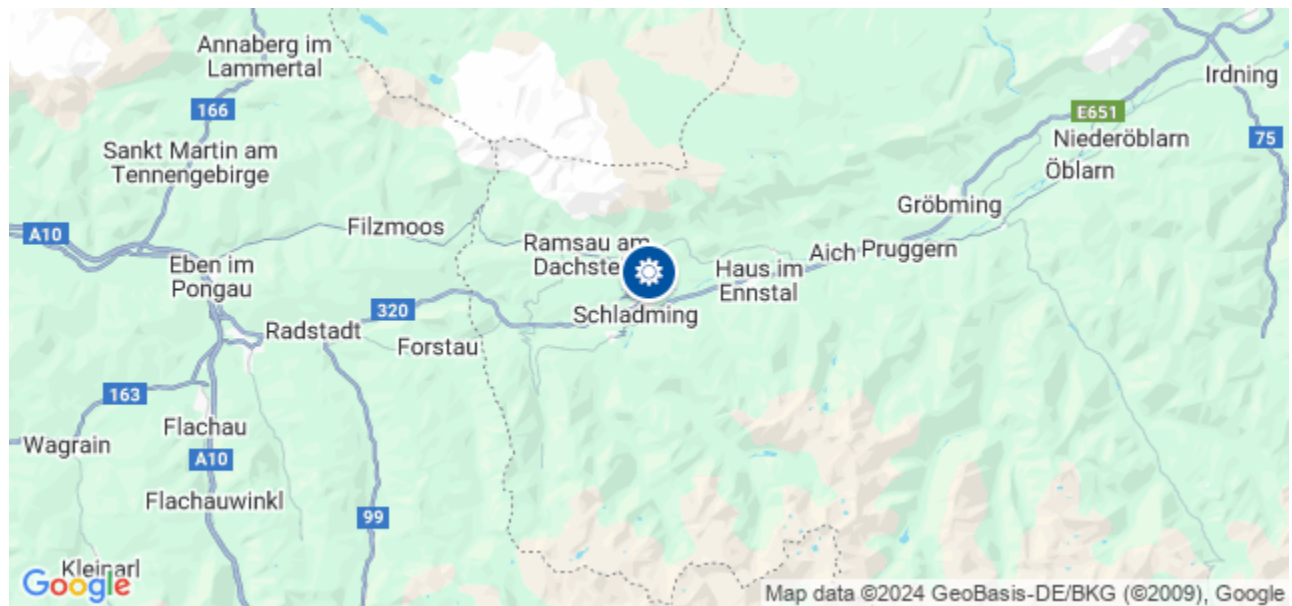 Annaberg im
Lammertal
166
Sankt Martin am
Tennengebirge
Irdning
E651
75
Niederöblarn
Öblarn
Gröbming
A10
Filzmoos
Ramsau am
Dachste
Aich
Pruggern
Eben im
Pongau
Haus im
Ennstal
320
Schladming
Radstadt
Forstau
163
Flachau
Wagrain
A10
Flachauwinkl
99
Kleinarl
Google
Map data ©2024 GeoBasis-DE/BKG (©2009), Google